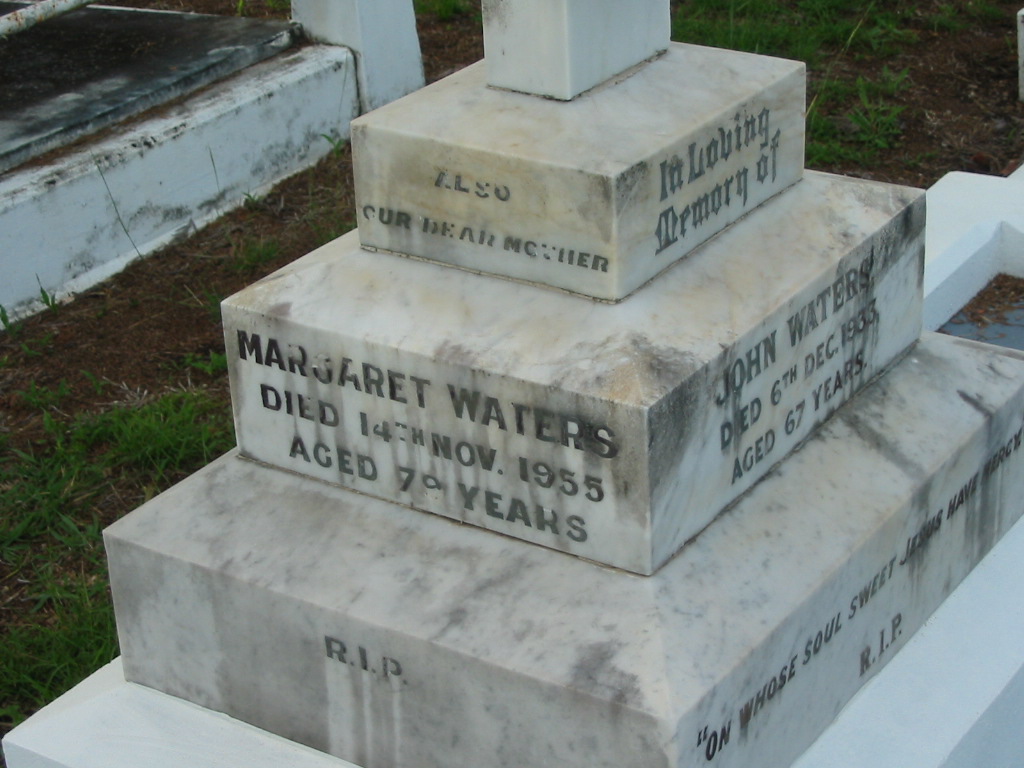 In Loving
Memory of
JOHN WATERS
DIED 6TH DEC. 1933
AGED 67 YEARS.
"ON WHOSE SOUL SWEET JESUS HAVE MERCY
R.I.P.
ALSO
OUR DEAR MOTHER
MARGARET WATERS
DIED 14TH NOV. 1955
AGED 79 YEARS
R.I.P.